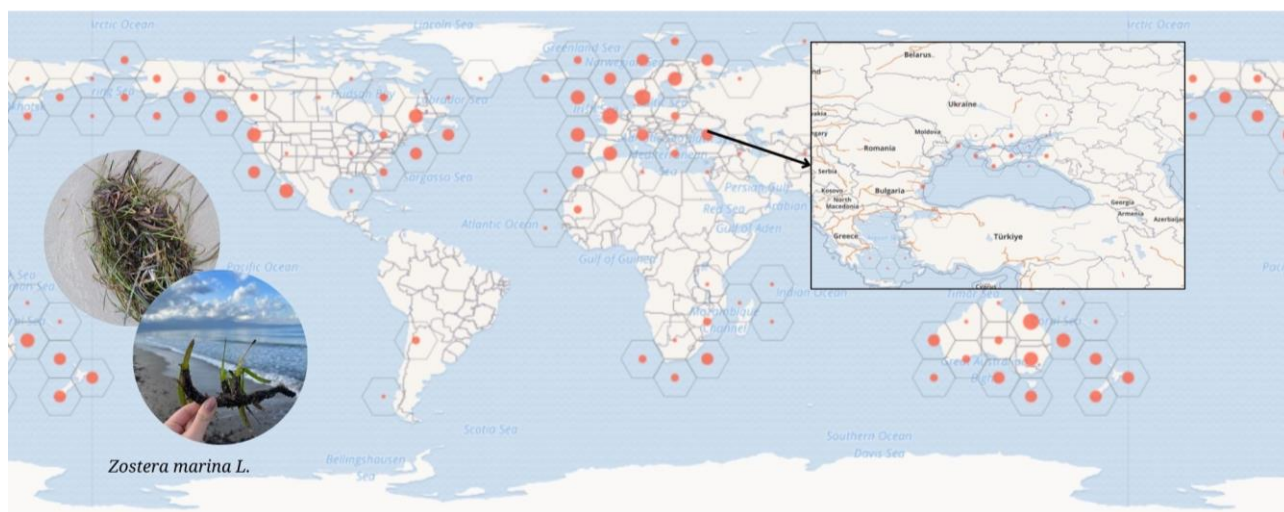 Arctic Ocean
Lincoln Sea
Arctic Ocean
Greenland Sea
Norwegian Sea
Hudson Bay
Labrador Sea
Sargasso Sea
Mediterranean
Sea
Persian Gulf
Red Sea
Arabian
Gulf of Aden
Atlantic Ocean
Gulf of Guinea
Pacific Ocean
Indian Ocean
Mozambique
Channel
Timor Sea
Coral Sea
Great Australian
Bight
Scotia Sea
Southern Ocean
Davis Sea
Bellingshausen
Sea
Belarus
Ukraine
Moldova
Romania
Serbia
Kosovo
North
Macedonia
Bulgaria
Greece
Türkiye
Georgia
Armenia
Azerbaijan
Cyprus
Zostera marina L.